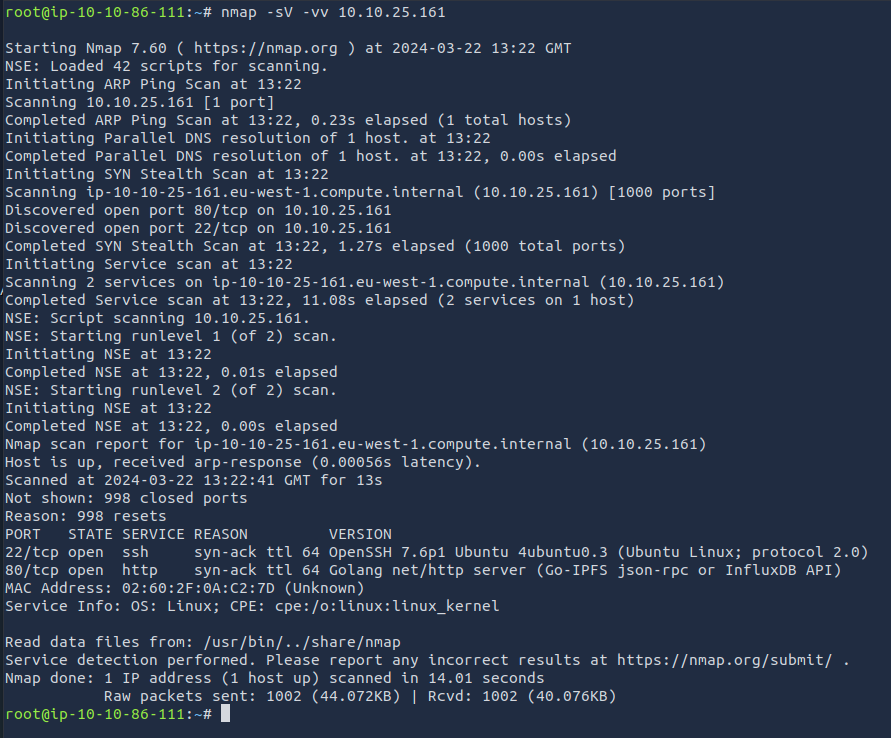 root@ip-10-10-86-111:~# nmap -sV -vv 10.10.25.161
Starting Nmap 7.60 ( https://nmap.org ) at 2024-03-22 13:22 GMT
NSE: Loaded 42 scripts for scanning.
Initiating ARP Ping Scan at 13:22
Scanning 10.10.25.161 [1 port]
Completed ARP Ping Scan at 13:22, 0.23s elapsed (1 total hosts)
Initiating Parallel DNS resolution of 1 host. at 13:22
Completed Parallel DNS resolution of 1 host. at 13:22, 0.00s elapsed
Initiating SYN Stealth Scan at 13:22
Scanning ip-10-10-25-161.eu-west-1.compute.internal (10.10.25.161) [1000 ports]
Discovered open port 80/tcp on 10.10.25.161
Discovered open port 22/tcp on 10.10.25.161
Completed SYN Stealth Scan at 13:22, 1.27s elapsed (1000 total ports)
Initiating Service scan at 13:22
Scanning 2 services on ip-10-10-25-161.eu-west-1.compute.internal (10.10.25.161)
Completed Service scan at 13:22, 11.08s elapsed (2 services on 1 host)
NSE: Script scanning 10.10.25.161.
NSE: Starting runlevel 1 (of 2) scan.
Initiating NSE at 13:22
Completed NSE at 13:22, 0.01s elapsed
NSE: Starting runlevel 2 (of 2) scan.
Initiating NSE at 13:22
Completed NSE at 13:22, 0.00s elapsed
Nmap scan report for ip-10-10-25-161.eu-west-1.compute.internal (10.10.25.161)
Host is up, received arp-response (0.00056s latency).
Scanned at 2024-03-22 13:22:41 GMT for 13s
Not shown: 998 closed ports
Reason: 998 resets
PORT   STATE SERVICE REASON         VERSION
22/tcp open  ssh     syn-ack ttl 64 OpenSSH 7.6p1 Ubuntu 4ubuntu0.3 (Ubuntu Linux; protocol 2.0)
80/tcp open  http    syn-ack ttl 64 Golang net/http server (Go-IPFS json-rpc or InfluxDB API)
MAC Address: 02:60:2F:0A:C2:7D (Unknown)
Service Info: OS: Linux; CPE: cpe:/o:linux:linux_kernel
Read data files from: /usr/bin/../share/nmap
Service detection performed. Please report any incorrect results at https://nmap.org/submit/ .
Nmap done: 1 IP address (1 host up) scanned in 14.01 seconds
           Raw packets sent: 1002 (44.072KB) | Rcvd: 1002 (40.076KB)
root@ip-10-10-86-111:~#